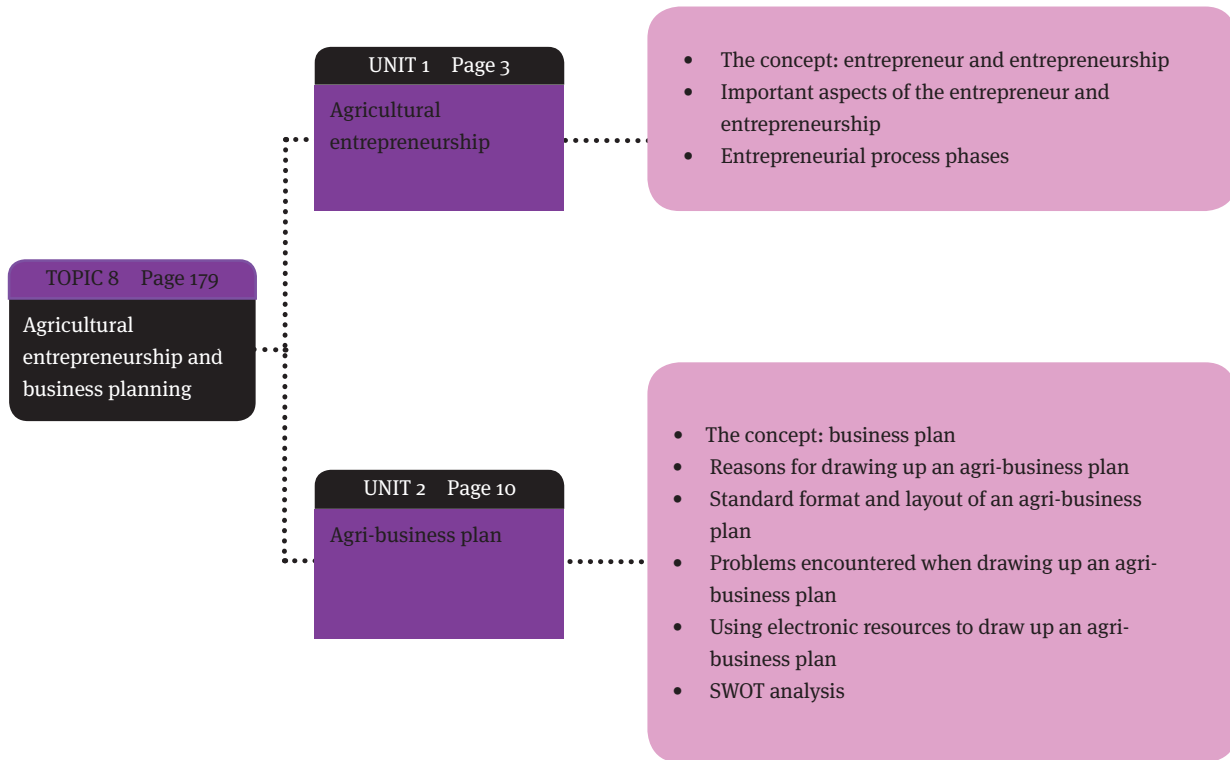 TOPIC 8 Page 179
Agricultural
entrepreneurship and
business planning
UNIT 1 Page 3
Agricultural
entrepreneurship
• The concept: entrepreneur and entrepreneurship
• Important aspects of the entrepreneur and
entrepreneurship
• Entrepreneurial process phases
UNIT 2 Page 10
Agri-business plan
• The concept: business plan
• Reasons for drawing up an agri-business plan
• Standard format and layout of an agri-business
plan
• Problems encountered when drawing up an agri-
business plan
• Using electronic resources to draw up an agri-
business plan
• SWOT analysis